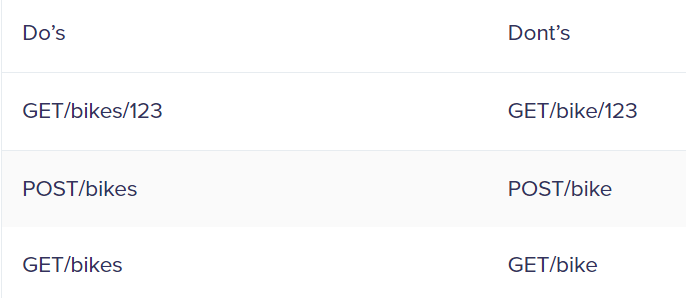 Do’s Dont’s
GET/bikes/123 GET/bike/123
POST/bikes POST/bike
GET/bikes GET/bike